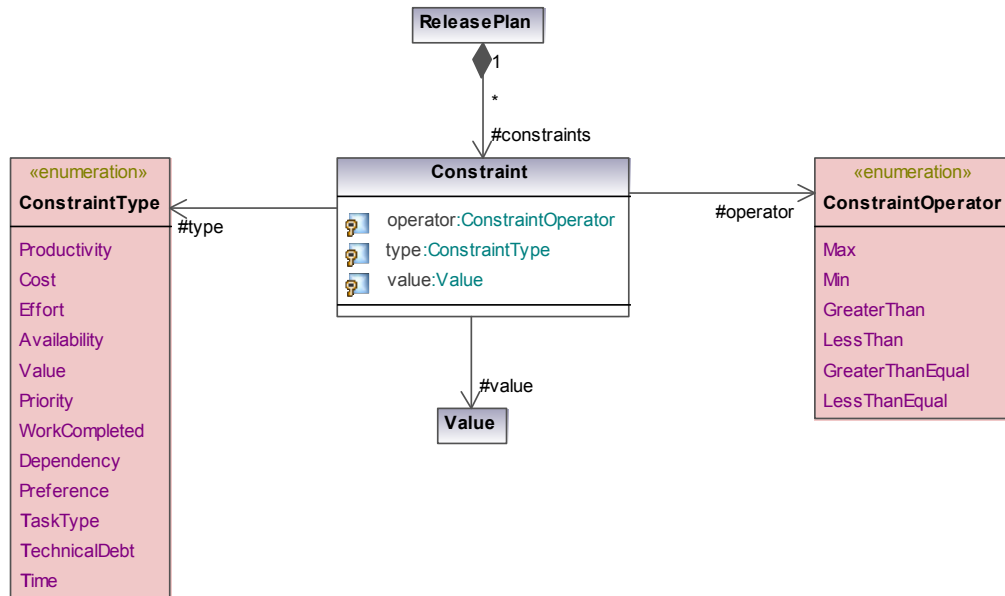 ReleasePlan
1
*
#constraints
«enumeration»
ConstraintType
Productivity
Cost
Effort
Availability
Value
Priority
WorkCompleted
Dependency
Preference
TaskType
TechnicalDebt
Time
#type
Constraint
operator:ConstraintOperator
type:ConstraintType
value:Value
#value
Value
#operator
«enumeration»
ConstraintOperator
Max
Min
GreaterThan
LessThan
GreaterThanEqual
LessThanEqual